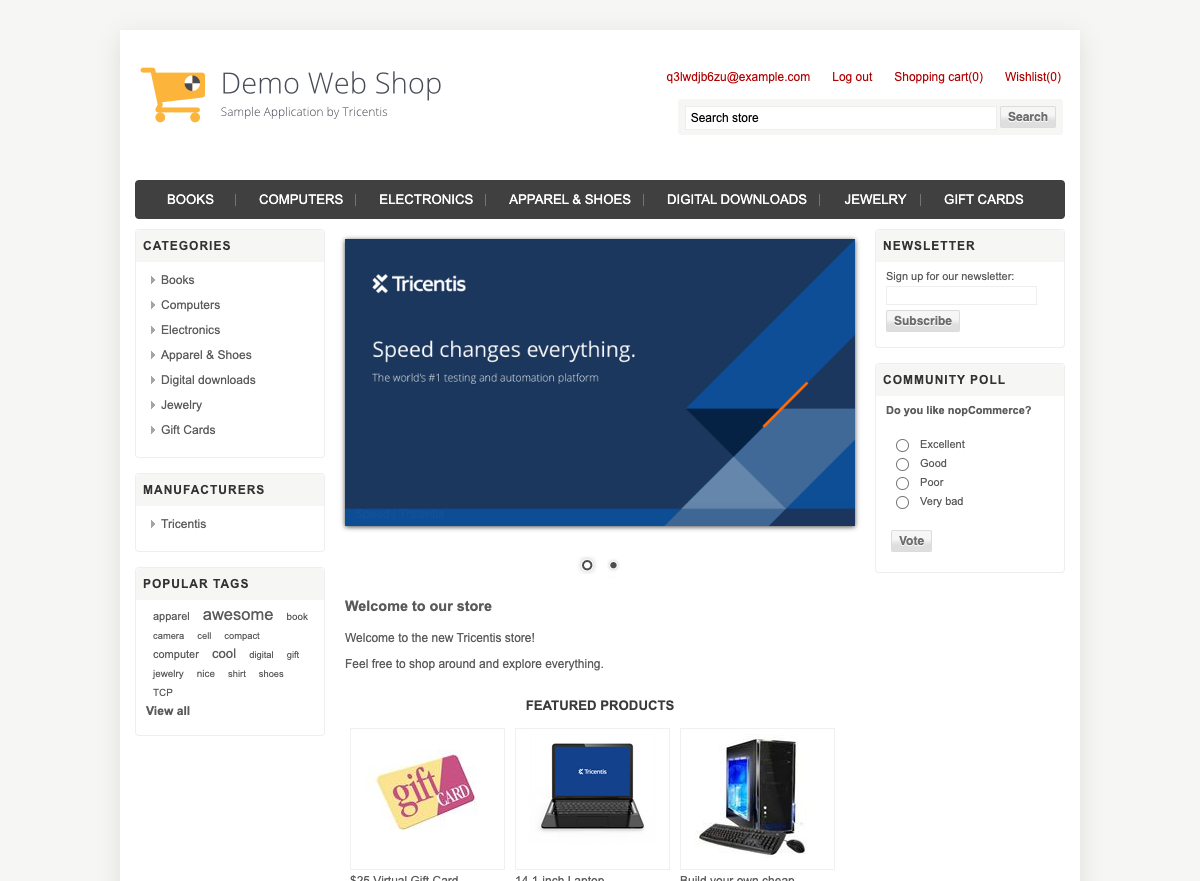 Demo Web Shop
Sample Application by Tricentis
q3lwdjb6zu@example.com Log out Shopping cart(0) Wishlist(0)
Search store Search
BOOKS COMPUTERS ELECTRONICS APPAREL & SHOES DIGITAL DOWNLOADS JEWELRY GIFT CARDS
CATEGORIES
Books
Computers
Electronics
Apparel & Shoes
Digital downloads
Jewelry
Gift Cards
MANUFACTURERS
Tricentis
POPULAR TAGS
apparel awesome book
camera cell compact
computer cool digital gift
jewelry nice shirt shoes
TCP
View all
Tricentis
Speed changes everything.
The world's #1 testing and automation platform
Welcome to our store
Welcome to the new Tricentis store!
Feel free to shop around and explore everything.
FEATURED PRODUCTS
gift CARD
Tricentis
$25 Virtual Gift Card
14.1-inch Laptop
Build your own cheap
NEWSLETTER
Sign up for our newsletter:
Subscribe
COMMUNITY POLL
Do you like nopCommerce?
Excellent
Good
Poor
Very bad
Vote